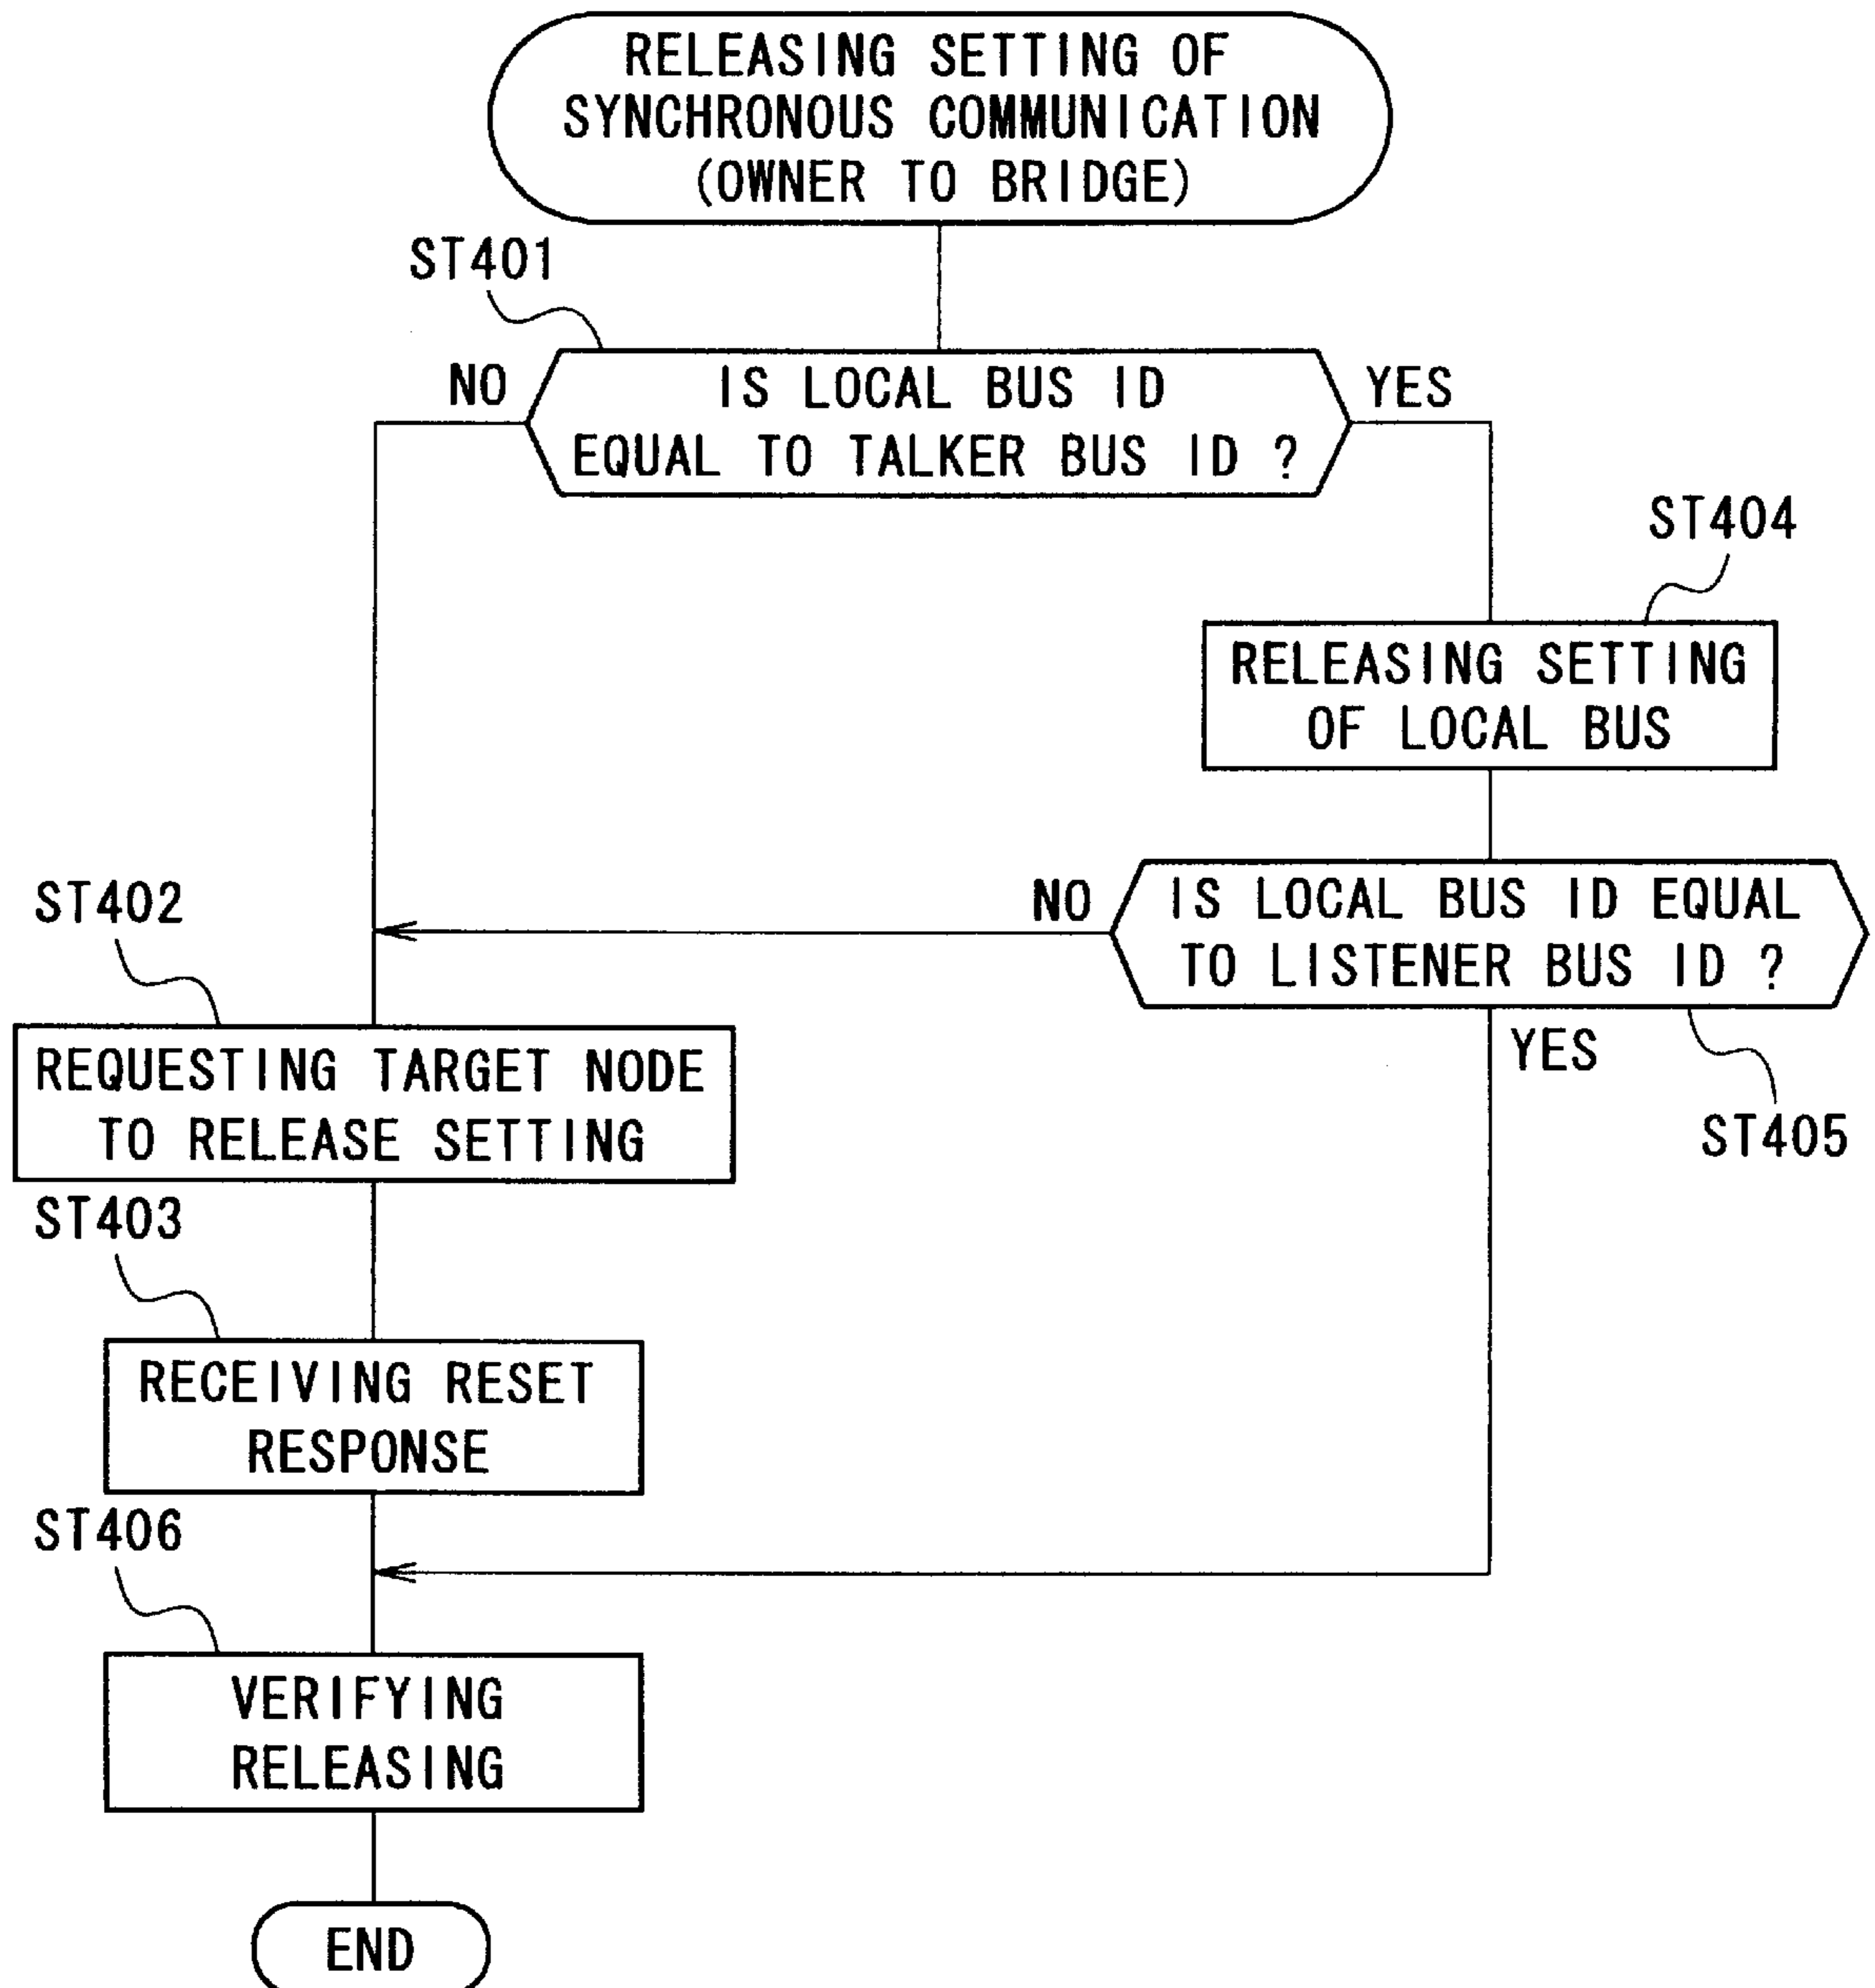 RELEASING SETTING OF
SYNCHRONOUS COMMUNICATION
(OWNER TO BRIDGE)
ST401
NO
IS LOCAL BUS ID
EQUAL TO TALKER BUS ID ?
YES
ST404
RELEASING SETTING
OF LOCAL BUS
ST402
NO
IS LOCAL BUS ID EQUAL
TO LISTENER BUS ID ?
YES
ST405
REQUESTING TARGET NODE
TO RELEASE SETTING
ST403
RECEIVING RESET
RESPONSE
ST406
VERIFYING
RELEASING
END